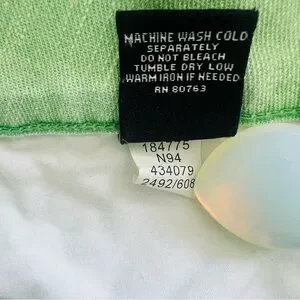 MACHINE WASH COLD
SEPARATELY
DO NOT BLEACH
TUMBLE DRY LOW
WARM IRON IF NEEDED
RN 80763
184775
N94
434079
2492/608